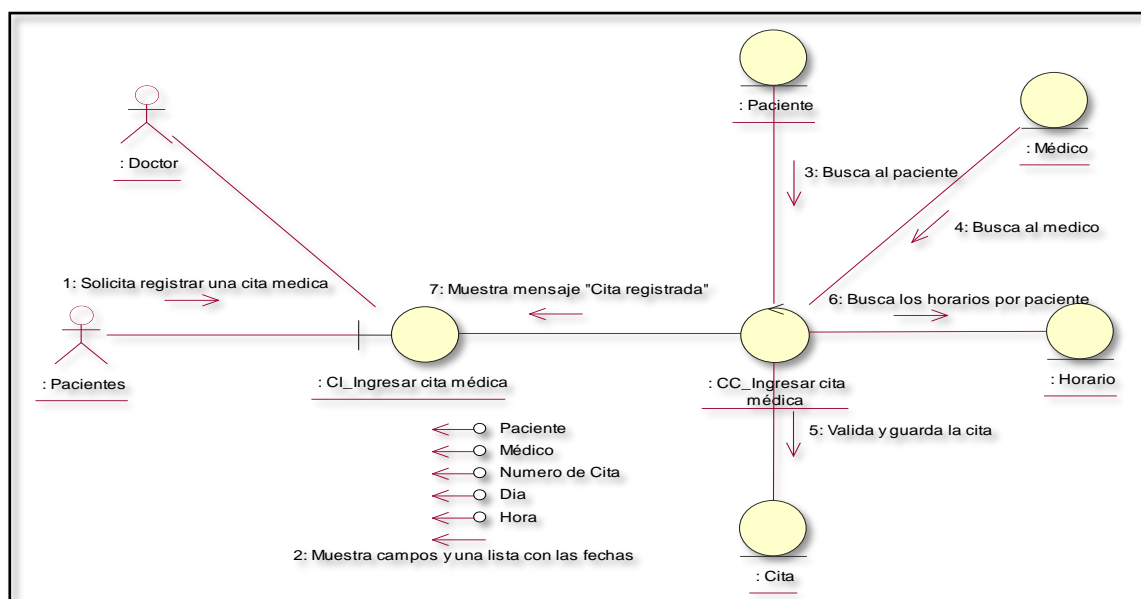 : Paciente
: Médico
: Doctor
3: Busca al paciente
4: Busca al medico
1: Solicita registrar una cita medica
7: Muestra mensaje "Cita registrada"
6: Busca los horarios por paciente
: Pacientes
: CI_Ingresar cita médica
: CC_Ingresar cita
médica
: Horario
Paciente
Médico
Numero de Cita
Dia
Hora
2: Muestra campos y una lista con las fechas
5: Valida y guarda la cita
: Cita